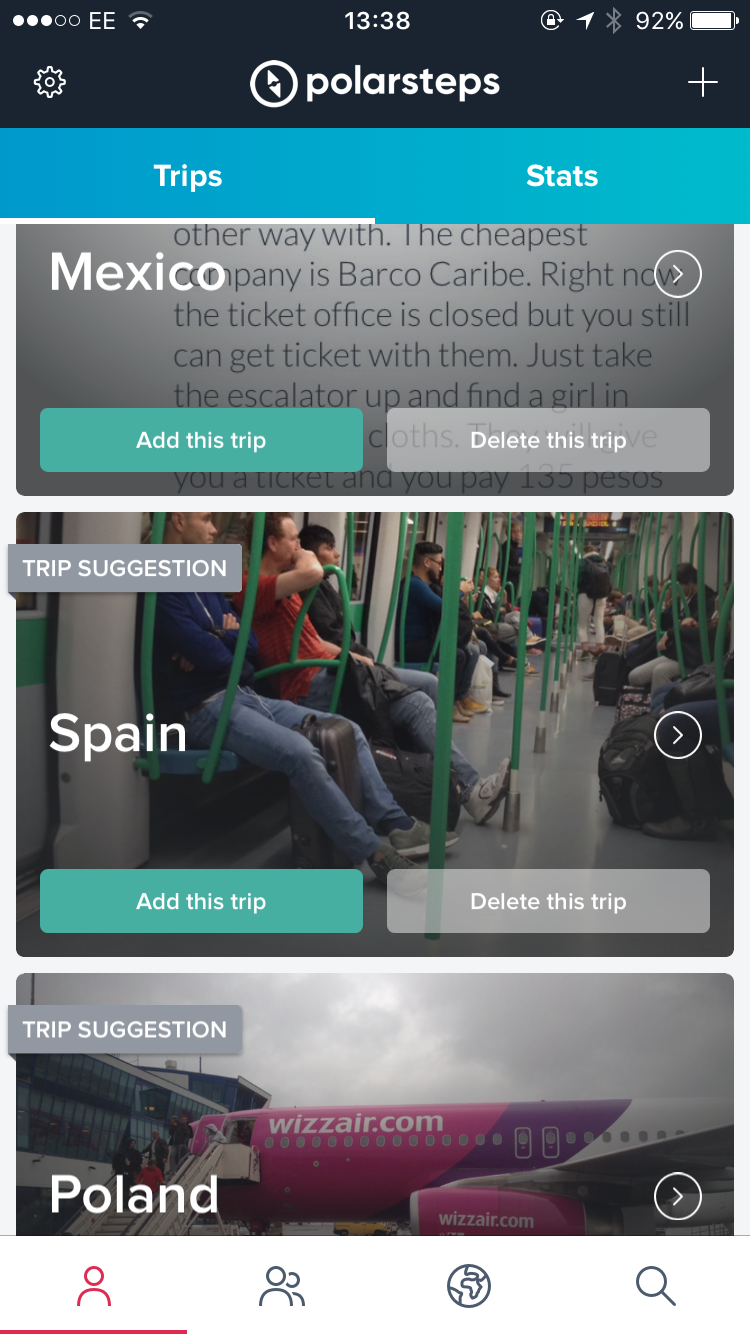 EE 13:38 92%
polarsteps
Trips Stats
other way with. The cheapest
Mexico
company is Barco Caribe. Right now
the ticket office is closed but you still
can get ticket with them. Just take
the escalator up and find a girl in
cloths. They will give
Add this trip Delete this trip
you a ticket and you pay 135 pesos
TRIP SUGGESTION
Spain
Add this trip Delete this trip
TRIP SUGGESTION
wizzair.com
Poland
wizzair.com